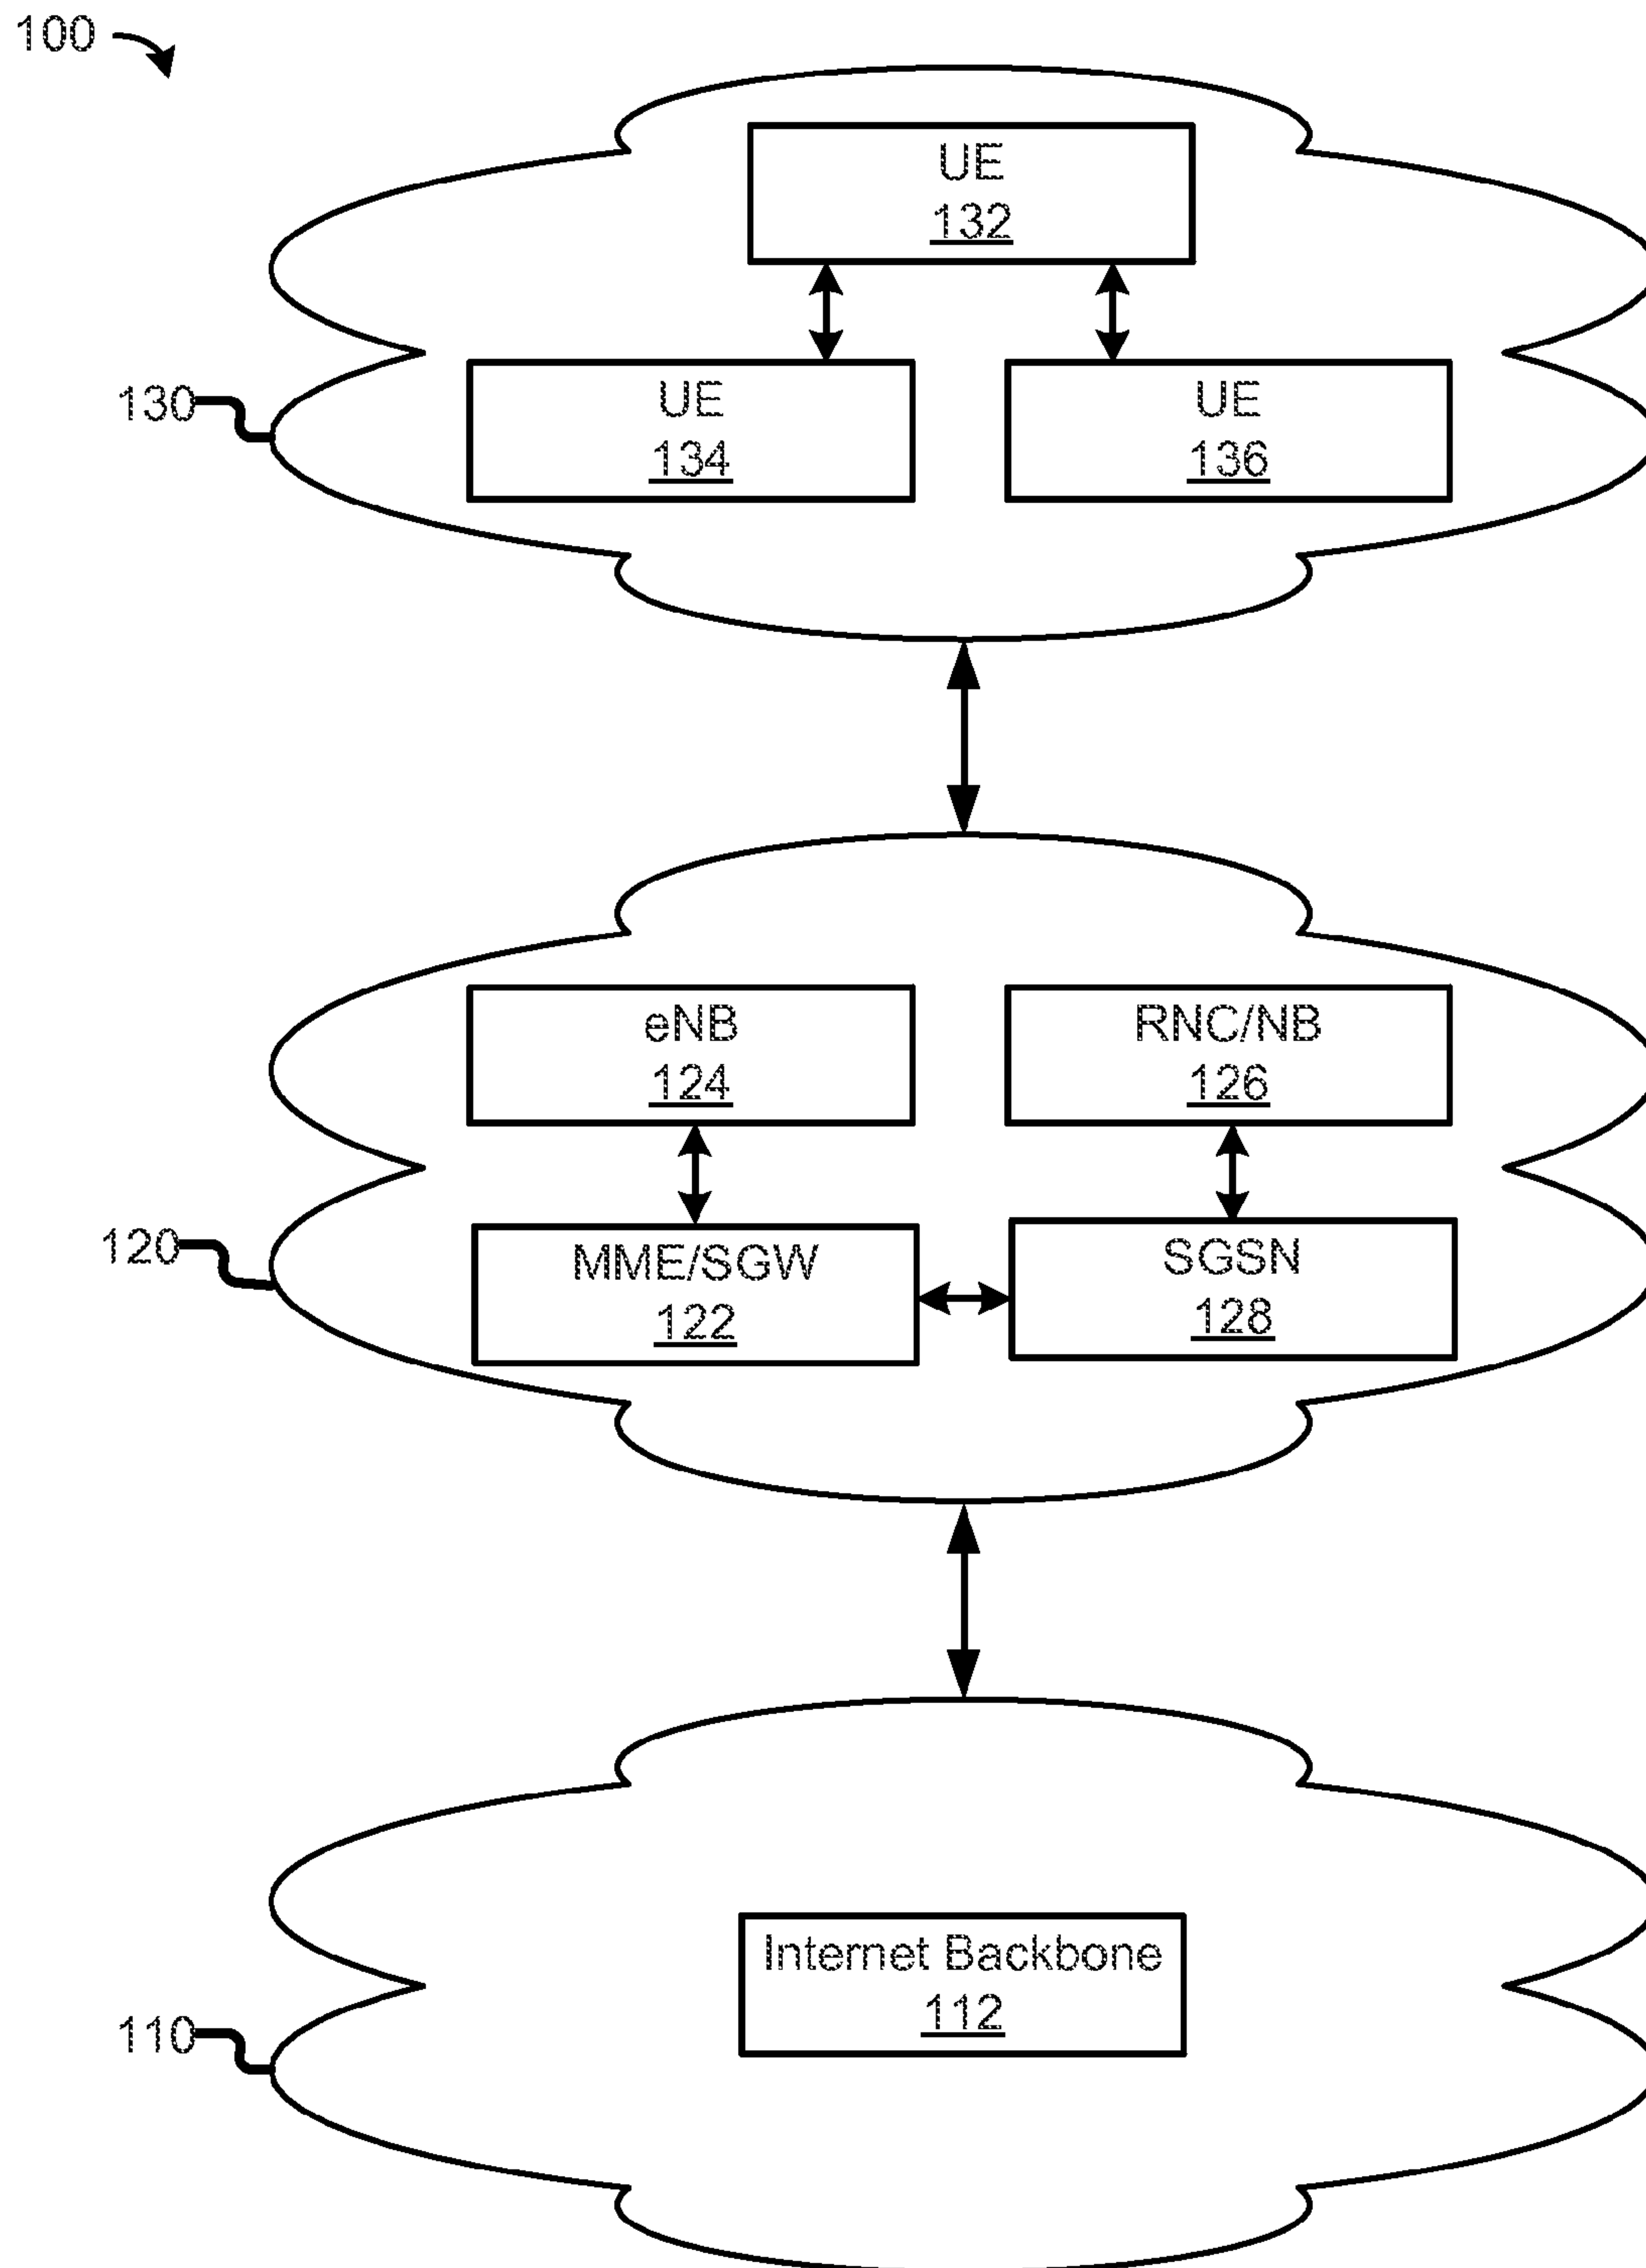 100
UE
132
130
UE
134
UE
136
eNB
124
RNC/NB
126
120
MME/SGW
122
SGSN
128
Internet Backbone
112
110